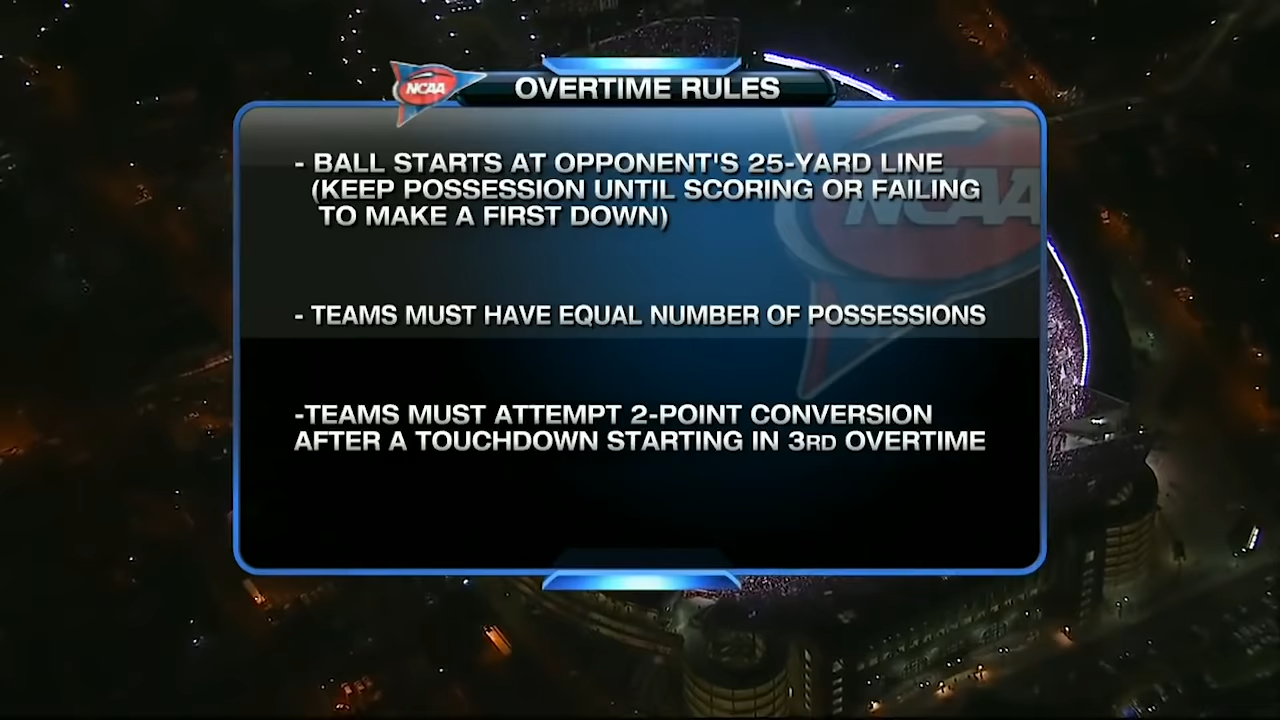 NCAA
OVERTIME RULES
- BALL STARTS AT OPPONENT'S 25-YARD LINE
(KEEP POSSESSION UNTIL SCORING OR FAILING
TO MAKE A FIRST DOWN)
NCAA
- TEAMS MUST HAVE EQUAL NUMBER OF POSSESSIONS
-TEAMS MUST ATTEMPT 2-POINT CONVERSION
AFTER A TOUCHDOWN STARTING IN 3RD OVERTIME